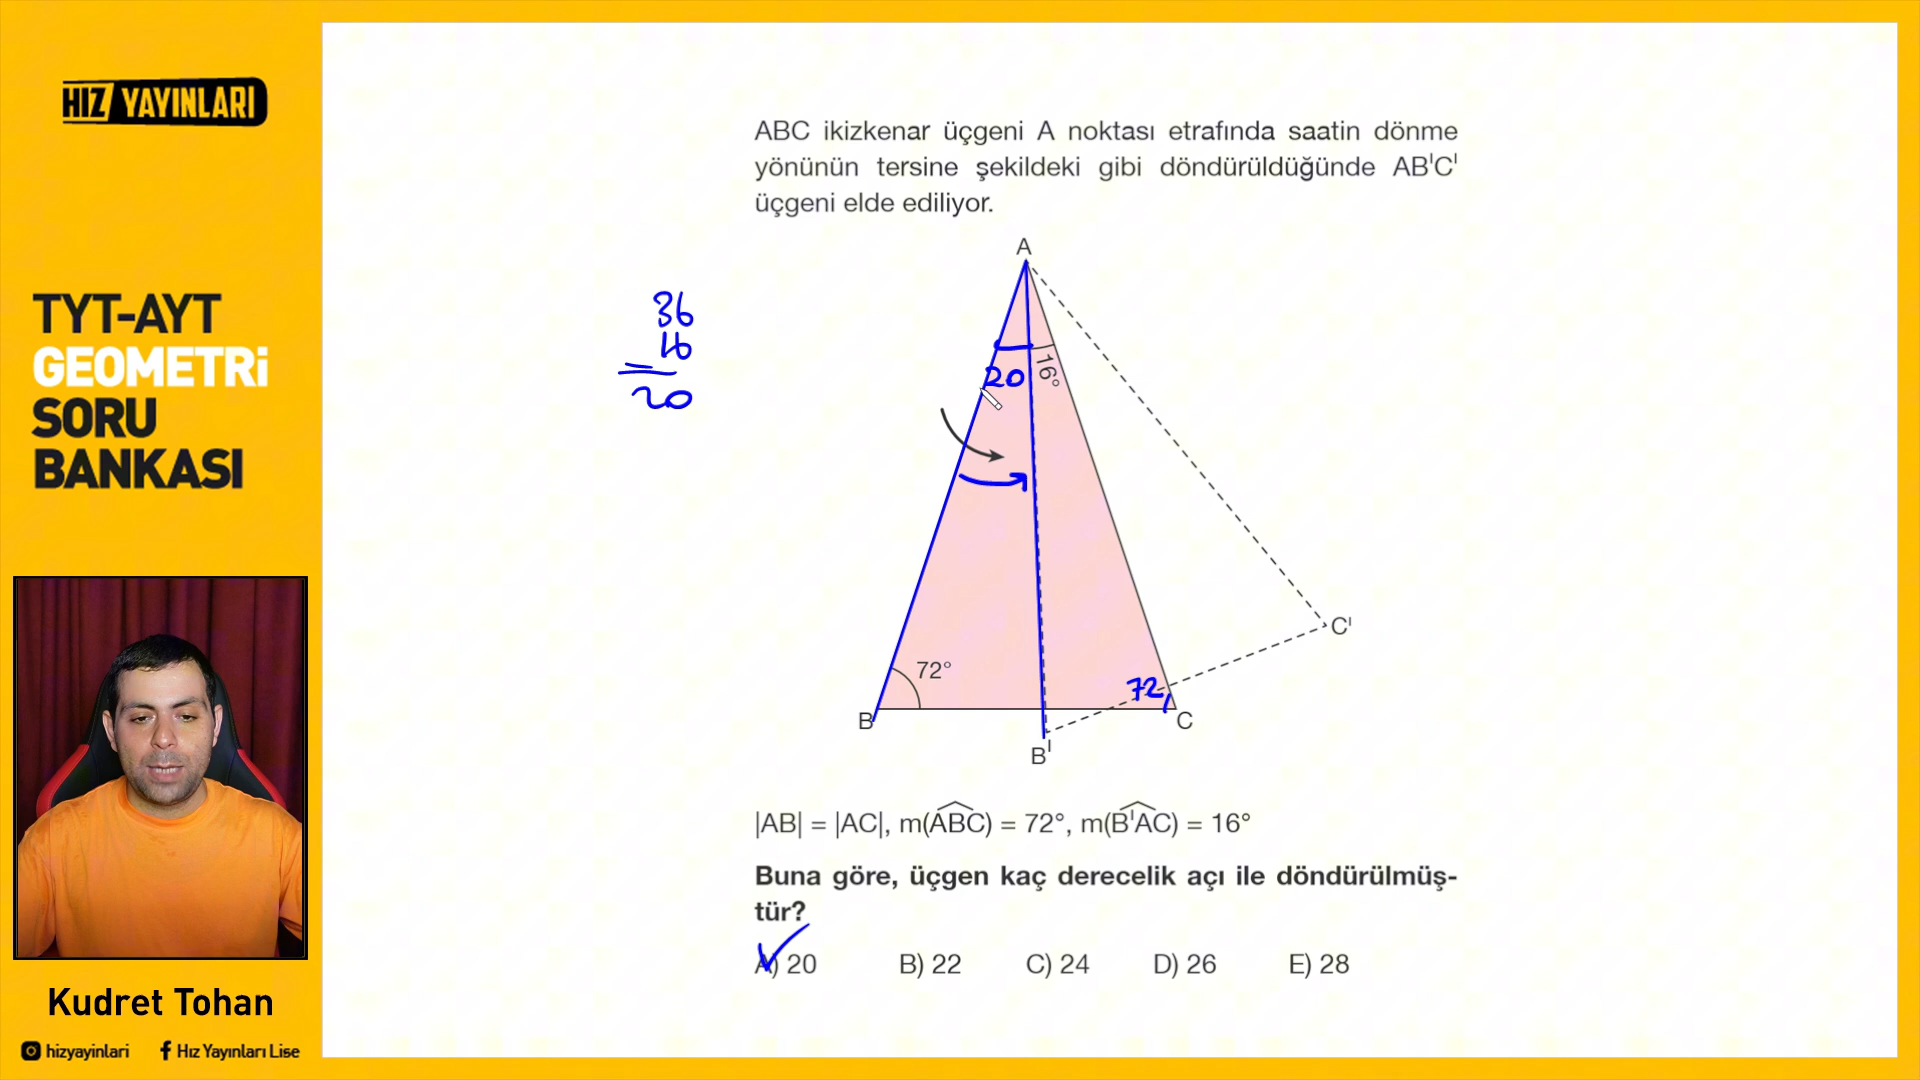 HIZ YAYINLARI
TYT-AYT
GEOMETRİ
SORU
BANKASI
Kudret Tohan
hizyayinlari
Hız Yayınları Lise
ABC ikizkenar üçgeni A noktası etrafında saatin dönme
yönünün tersine şekildeki gibi döndürüldüğünde AB'C'
üçgeni elde ediliyor.
36
16
20
A
20
16°
72°
72
B
B'
C
C'
|AB| = |AC|, m(ABC) = 72°, m(B'AC) = 16°
Buna göre, üçgen kaç derecelik açı ile döndürülmüş-
tür?
A) 20 B) 22 C) 24 D) 26 E) 28